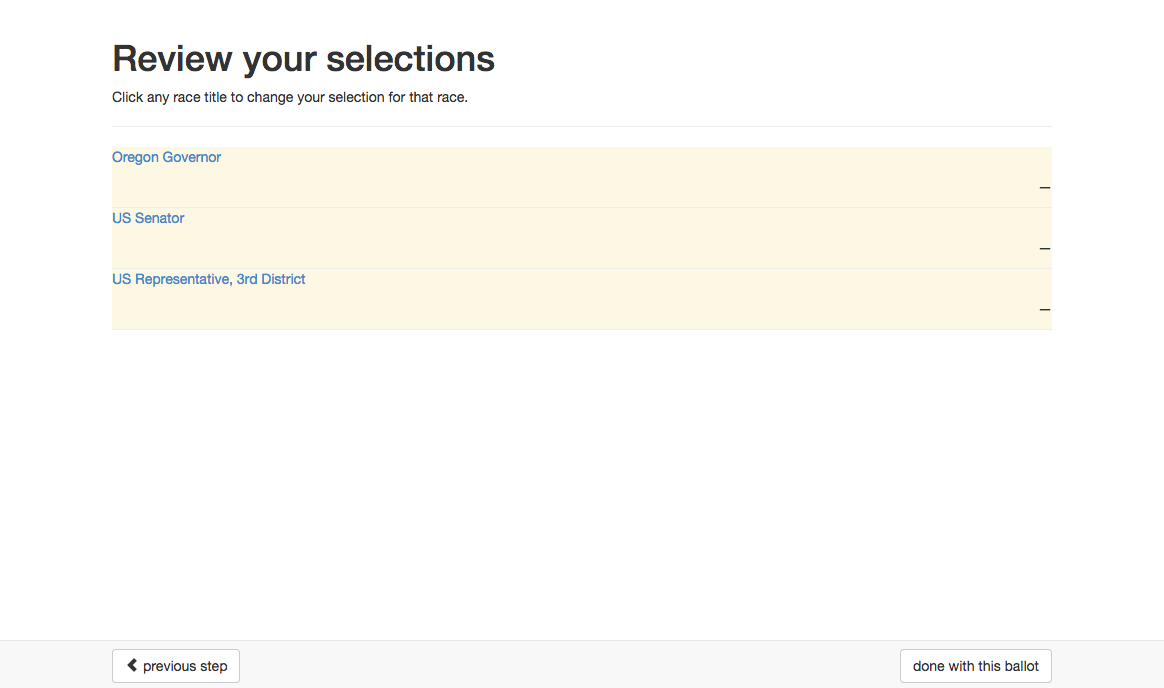 Review your selections
Click any race title to change your selection for that race.
Oregon Governor
—
US Senator
—
US Representative, 3rd District
—
previous step
done with this ballot